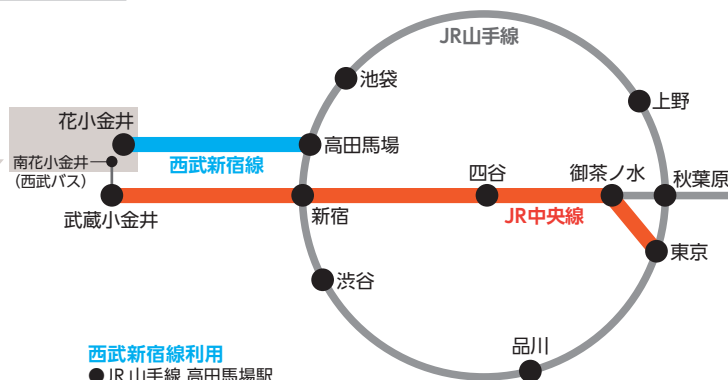 JR山手線
池袋
上野
花小金井
高田馬場
南花小金井
(西武バス)
西武新宿線
四谷
御茶ノ水
秋葉原
武蔵小金井
新宿
JR中央線
東京
渋谷
品川
西武新宿線利用
●JR 山手線 高田馬場駅